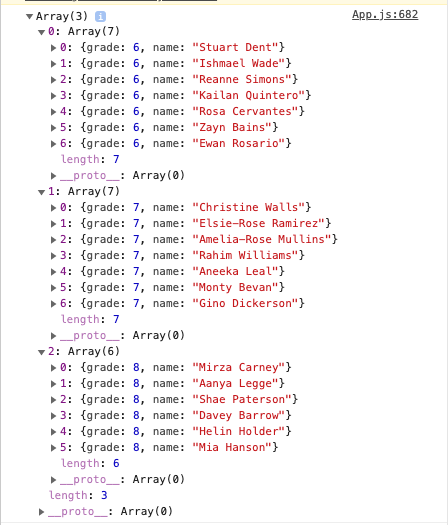 Array(3) i App.js:682
0: Array(7)
0: {grade: 6, name: "Stuart Dent"}
1: {grade: 6, name: "Ishmael Wade"}
2: {grade: 6, name: "Reanne Simons"}
3: {grade: 6, name: "Kailan Quintero"}
4: {grade: 6, name: "Rosa Cervantes"}
5: {grade: 6, name: "Zayn Bains"}
6: {grade: 6, name: "Ewan Rosario"}
length: 7
__proto__: Array(0)
1: Array(7)
0: {grade: 7, name: "Christine Walls"}
1: {grade: 7, name: "Elsie-Rose Ramirez"}
2: {grade: 7, name: "Amelia-Rose Mullins"}
3: {grade: 7, name: "Rahim Williams"}
4: {grade: 7, name: "Aneeka Leal"}
5: {grade: 7, name: "Monty Bevan"}
6: {grade: 7, name: "Gino Dickerson"}
length: 7
__proto__: Array(0)
2: Array(6)
0: {grade: 8, name: "Mirza Carney"}
1: {grade: 8, name: "Aanya Legge"}
2: {grade: 8, name: "Shae Paterson"}
3: {grade: 8, name: "Davey Barrow"}
4: {grade: 8, name: "Helin Holder"}
5: {grade: 8, name: "Mia Hanson"}
length: 6
__proto__: Array(0)
length: 3
__proto__: Array(0)